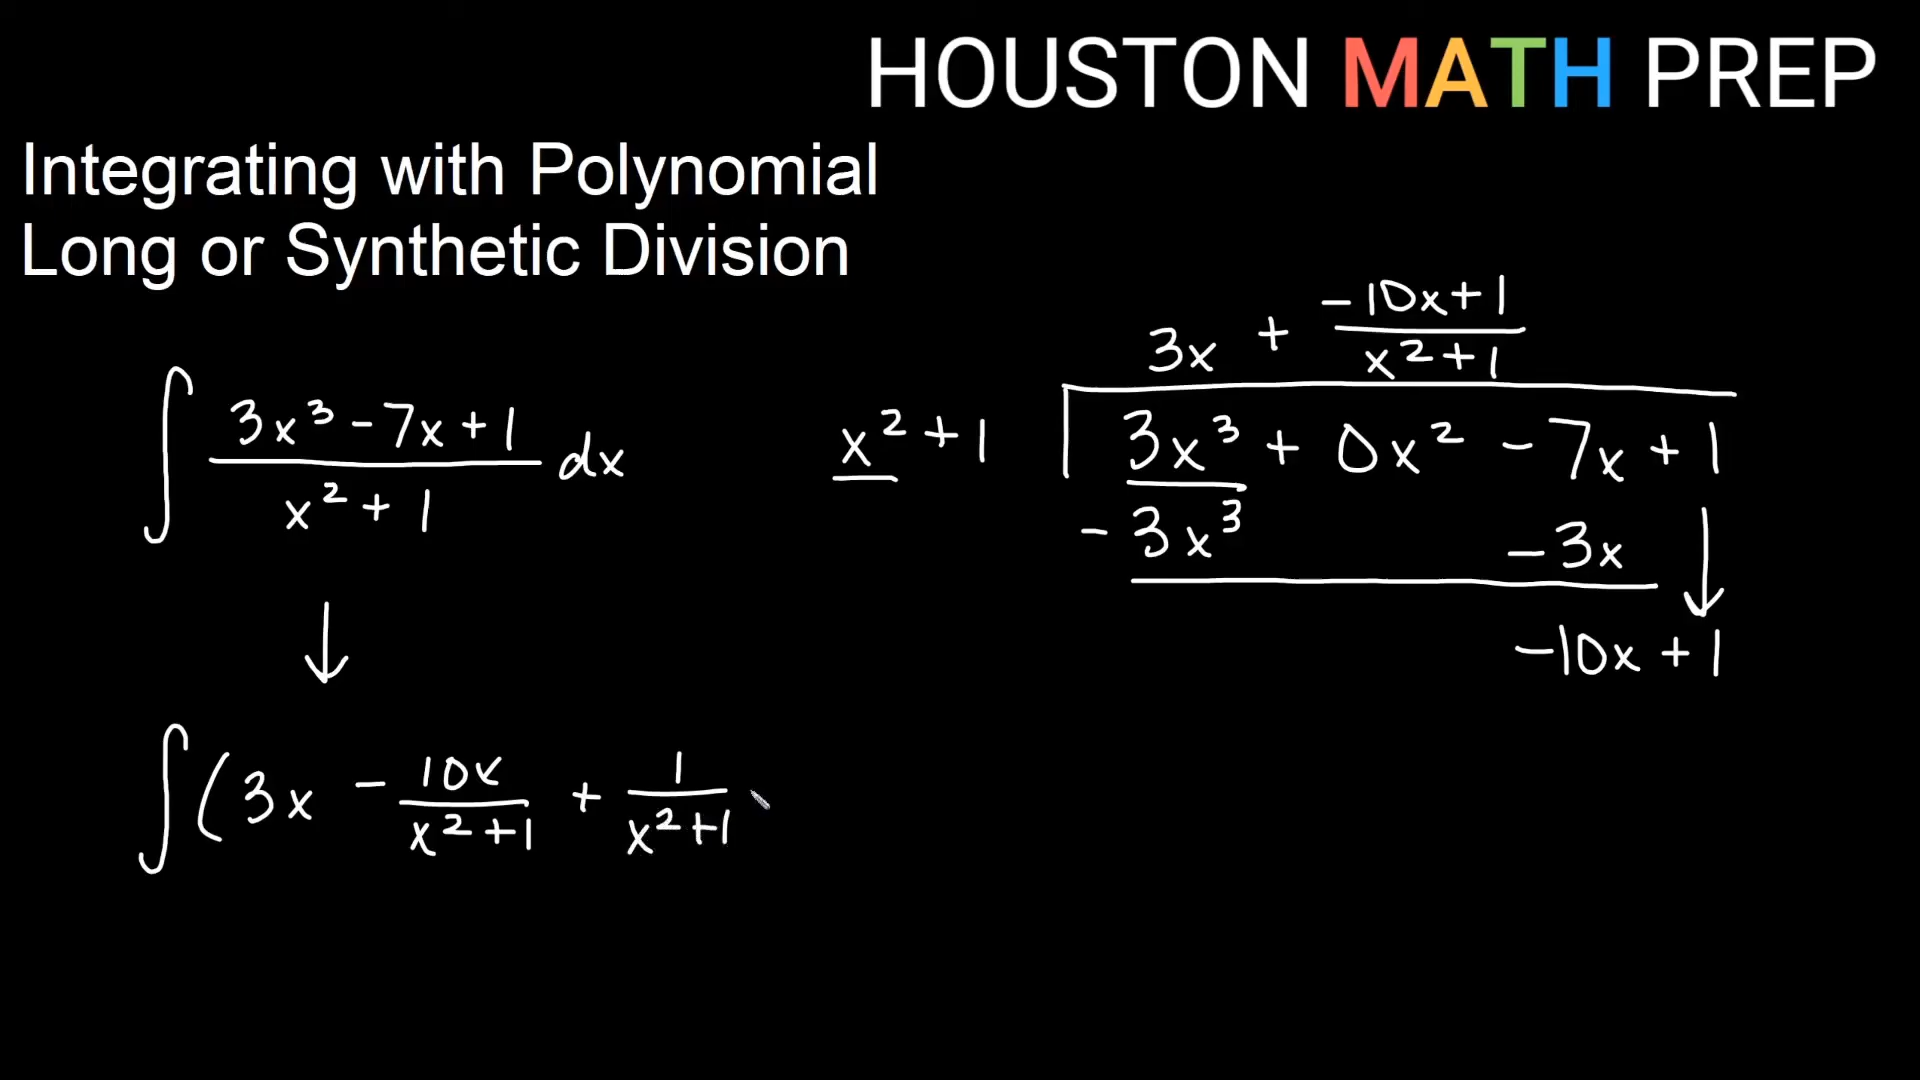 HOUSTON MATH PREP
Integrating with Polynomial
Long or Synthetic Division
∫ (3x³ - 7x + 1)/(x² + 1) dx
↓
∫ (3x - 10x/(x² + 1) + 1/(x² + 1)
3x + (-10x + 1)/(x² + 1)
x² + 1 | 3x³ + 0x² - 7x + 1
- 3x³ - 3x ↓
-10x + 1